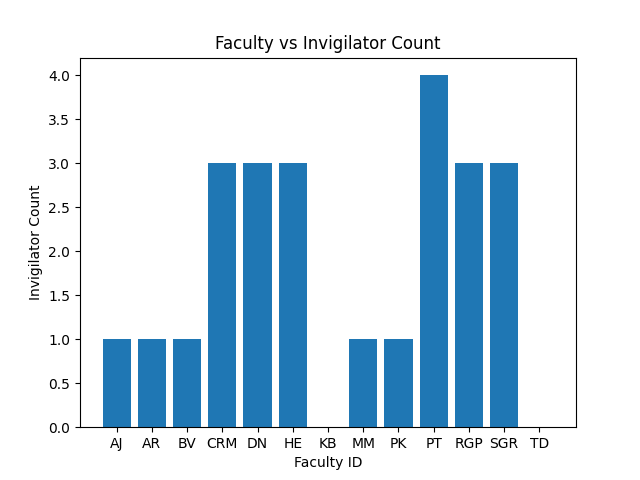 Faculty vs Invigilator Count
Invigilator Count
4.0
3.5
3.0
2.5
2.0
1.5
1.0
0.5
0.0
AJ AR BV CRM DN HE KB MM PK PT RGP SGR TD
Faculty ID